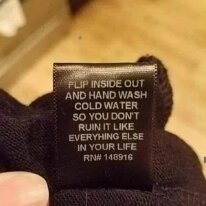 FLIP INSIDE OUT
AND HAND WASH
COLD WATER
SO YOU DON'T
RUIN IT LIKE
EVERYHING ELSE
IN YOUR LIFE
RN# 148916